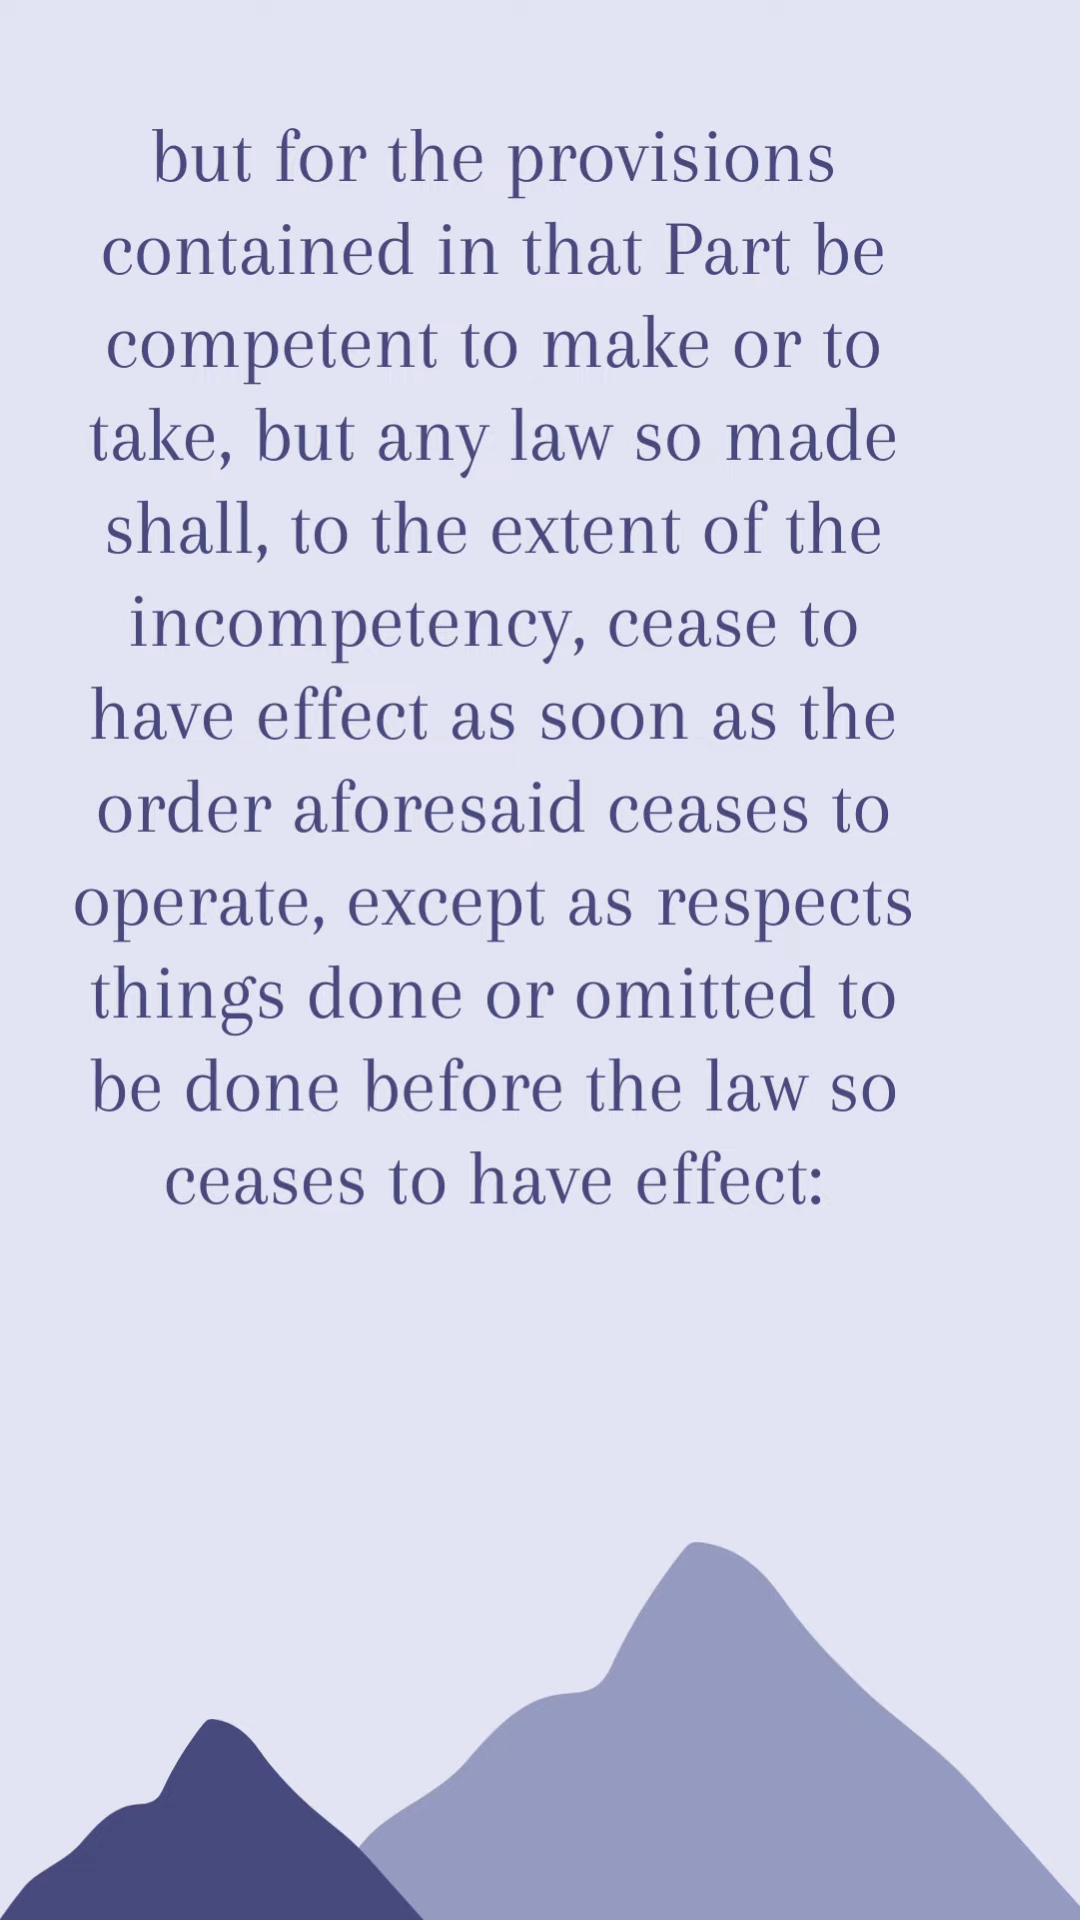 but for the provisions
contained in that Part be
competent to make or to
take, but any law so made
shall, to the extent of the
incompetency, cease to
have effect as soon as the
order aforesaid ceases to
operate, except as respects
things done or omitted to
be done before the law so
ceases to have effect: